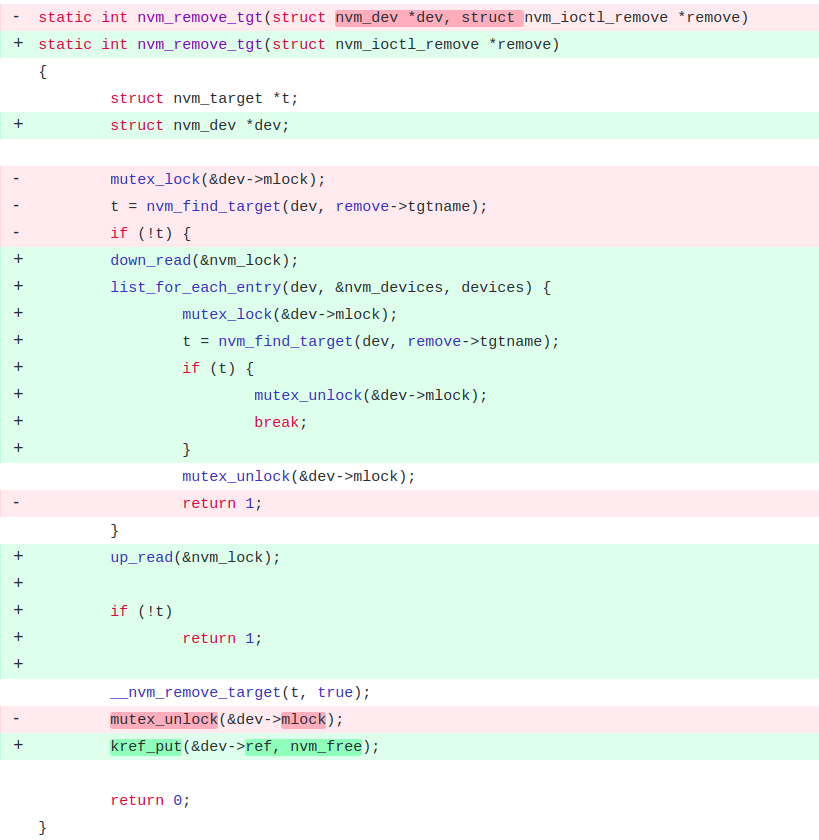 - static int nvm_remove_tgt(struct nvm_dev *dev, struct nvm_ioctl_remove *remove)
+ static int nvm_remove_tgt(struct nvm_ioctl_remove *remove)
  {
          struct nvm_target *t;
+         struct nvm_dev *dev;

-         mutex_lock(&dev->mlock);
-         t = nvm_find_target(dev, remove->tgtname);
-         if (!t) {
+         down_read(&nvm_lock);
+         list_for_each_entry(dev, &nvm_devices, devices) {
+                 mutex_lock(&dev->mlock);
+                 t = nvm_find_target(dev, remove->tgtname);
+                 if (t) {
+                         mutex_unlock(&dev->mlock);
+                         break;
+                 }
                  mutex_unlock(&dev->mlock);
-                 return 1;
          }
+         up_read(&nvm_lock);
+
+         if (!t)
+                 return 1;
+
          __nvm_remove_target(t, true);
-         mutex_unlock(&dev->mlock);
+         kref_put(&dev->ref, nvm_free);

          return 0;
  }